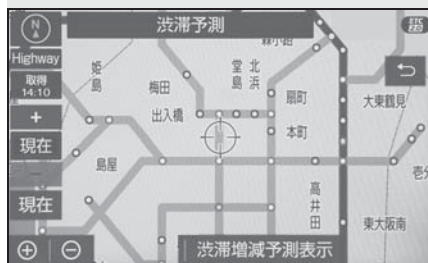 渋滞予測
N
Highway
取得
14:10
+
現在
現在
姫島
梅田
出入橋
堂島
北浜
扇町
本町
大東鶴見
島屋
高井田
東大阪南
渋滞増減予測表示